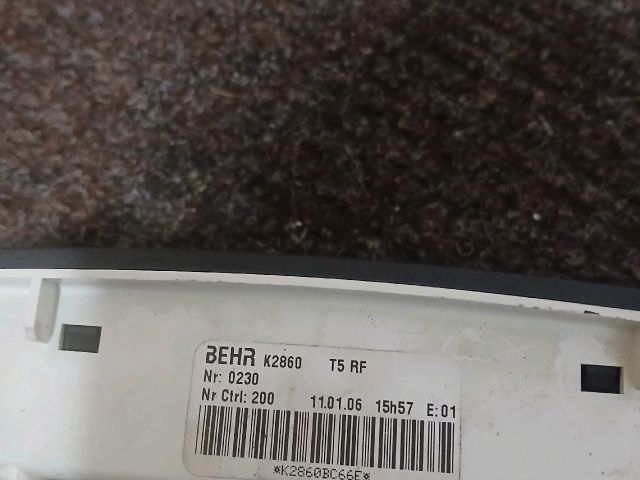 BEHR K2860 T5 RF
Nr: 0230
Nr Ctrl: 200 11.01.06 15h57 E:01
*K2860BC66E*